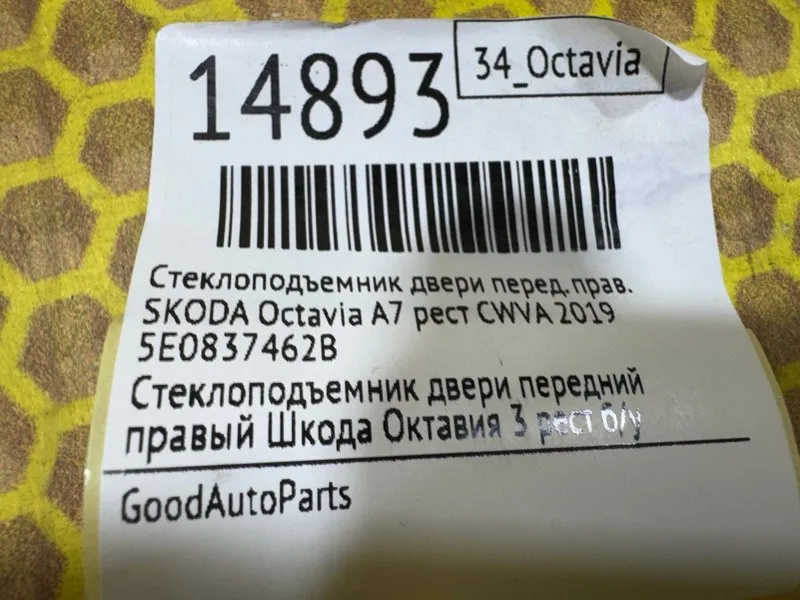 14893
34_Octavia
Стеклоподъемник двери перед.прав.
SKODA Octavia A7 рест CWVA 2019
5E0837462B
Стеклоподъемник двери передний
правый Шкода Октавия 3 рест б/у
GoodAutoParts